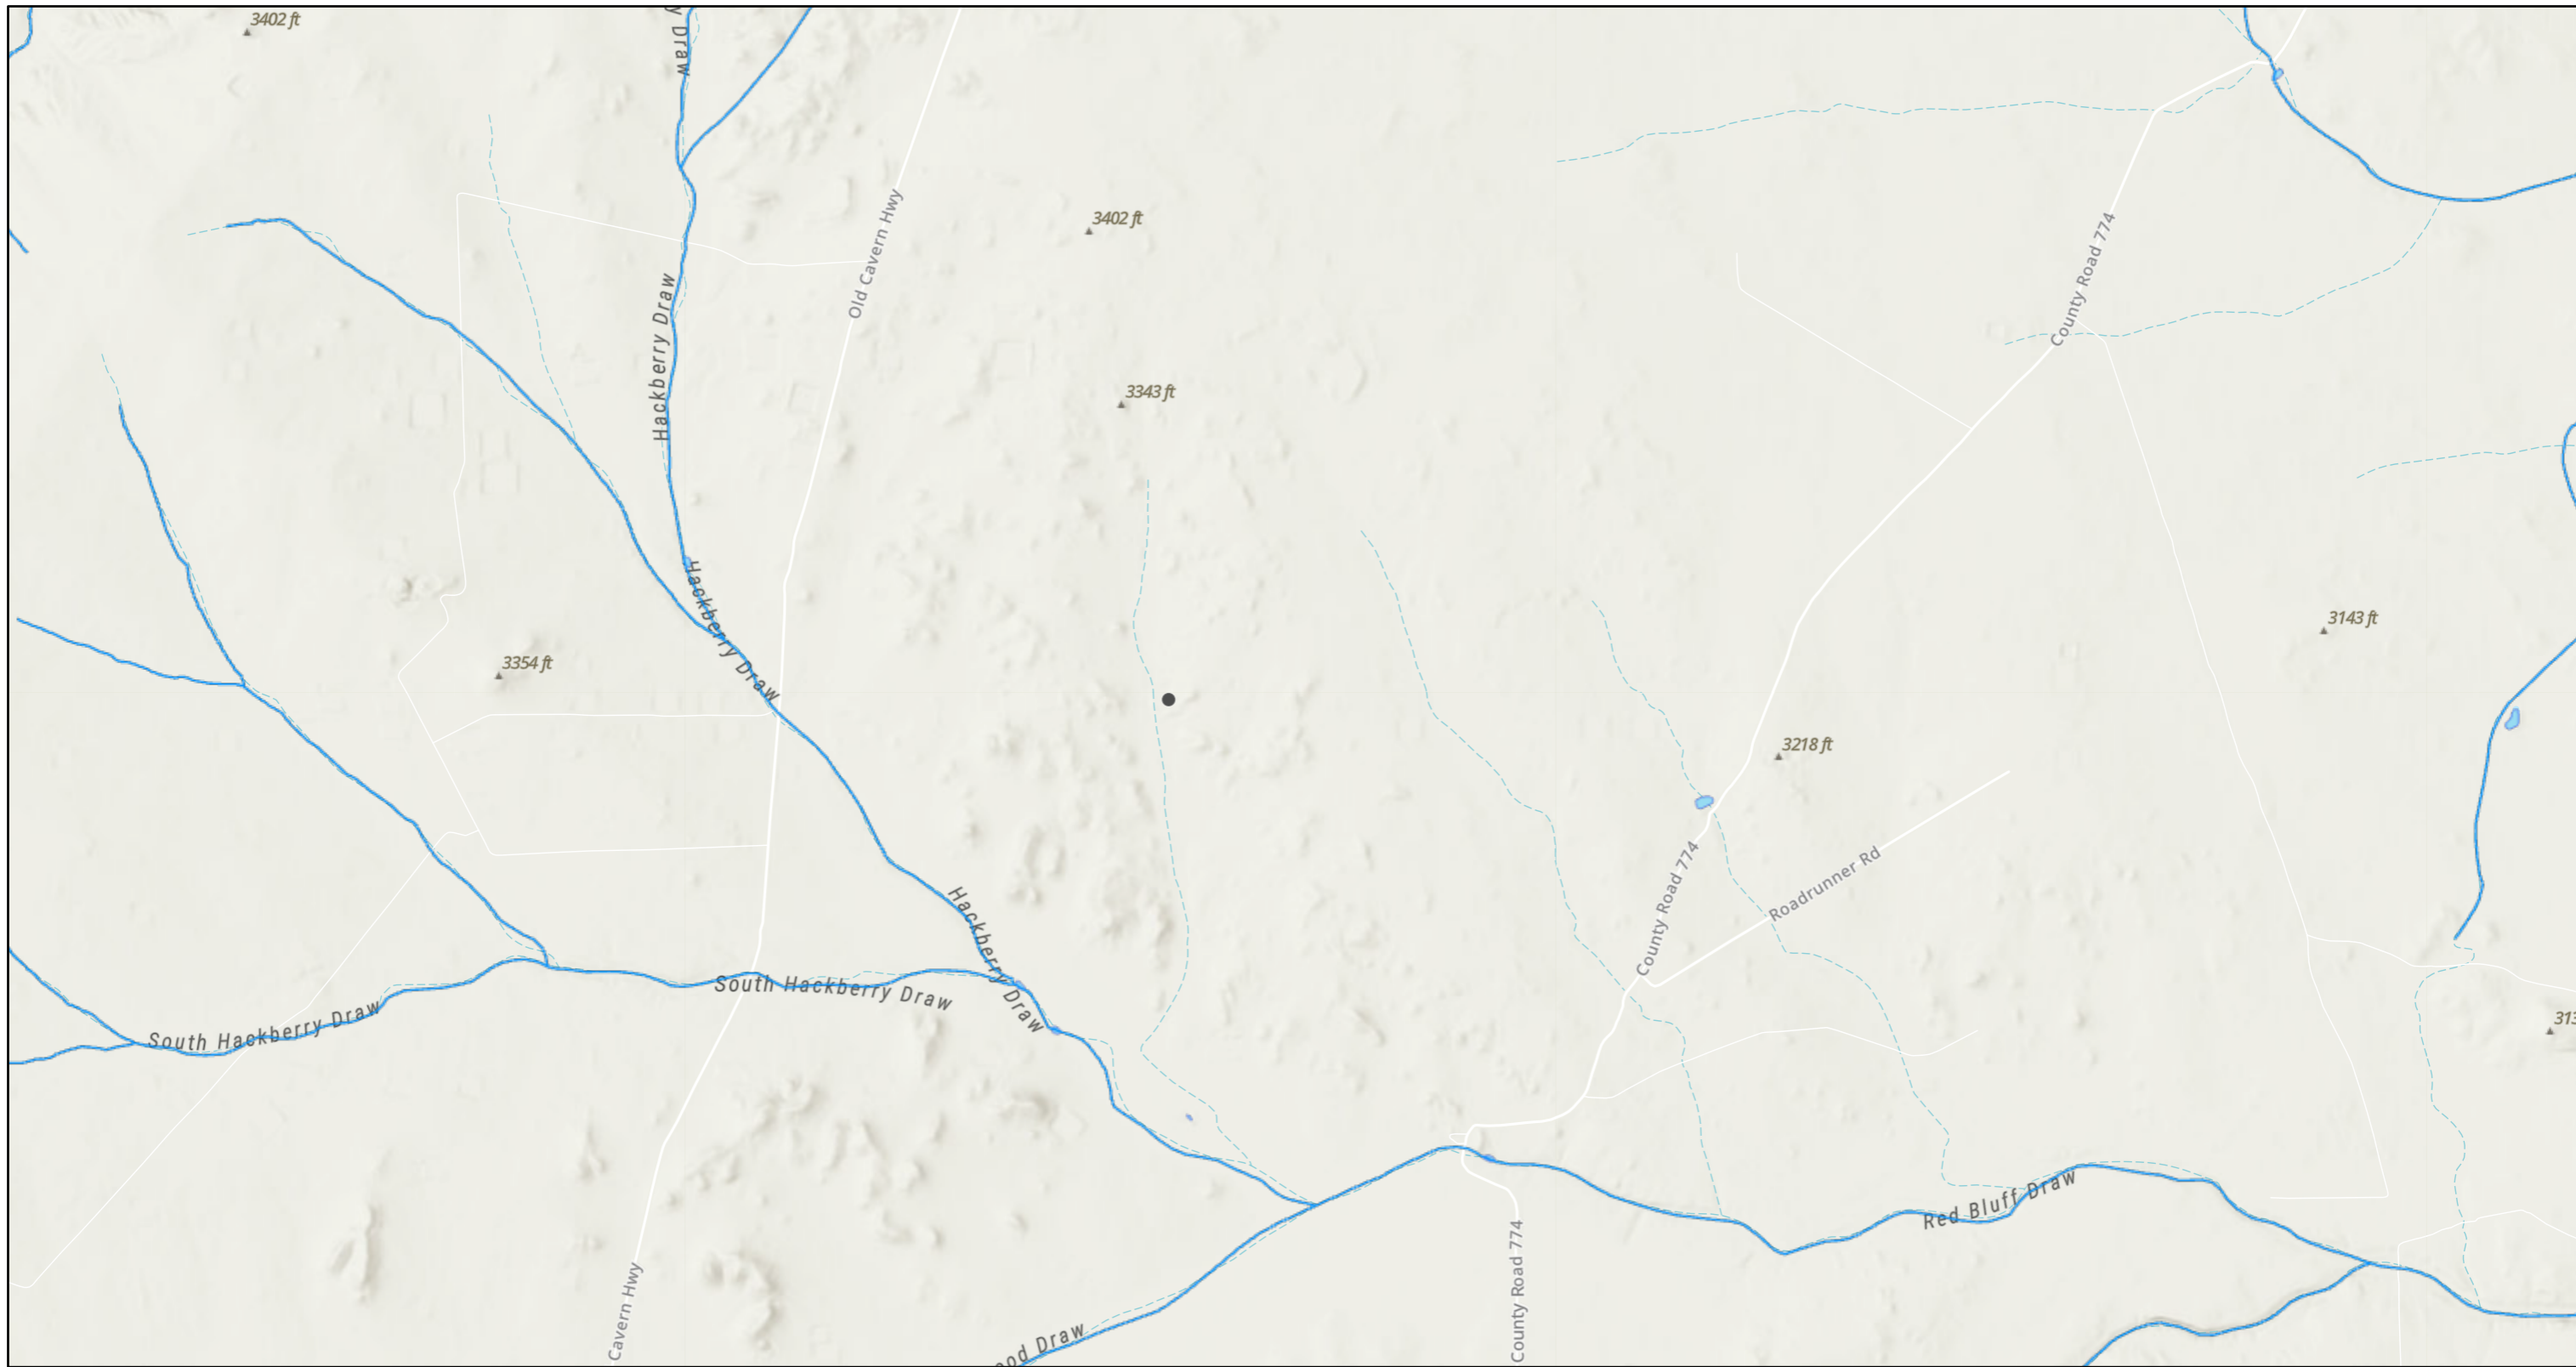 3402 ft
Draw
Old Cavern Hwy
3402 ft
County Road 774
Hackberry Draw
3343 ft
Hackberry Draw
3143 ft
3354 ft
3218 ft
County Road 774
Roadrunner Rd
Hackberry Draw
South Hackberry Draw
South Hackberry Draw
Red Bluff Draw
County Road 774
Cavern Hwy
Draw